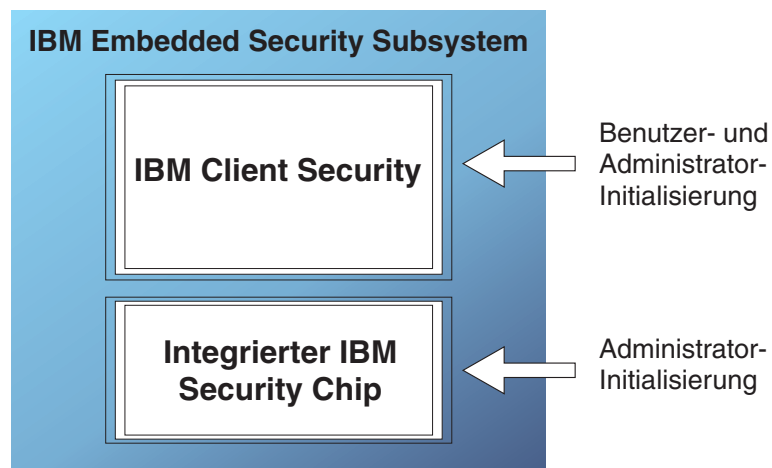 IBM Embedded Security Subsystem
IBM Client Security
Benutzer- und
Administrator-
Initialisierung
Integrierter IBM
Security Chip
Administrator-
Initialisierung